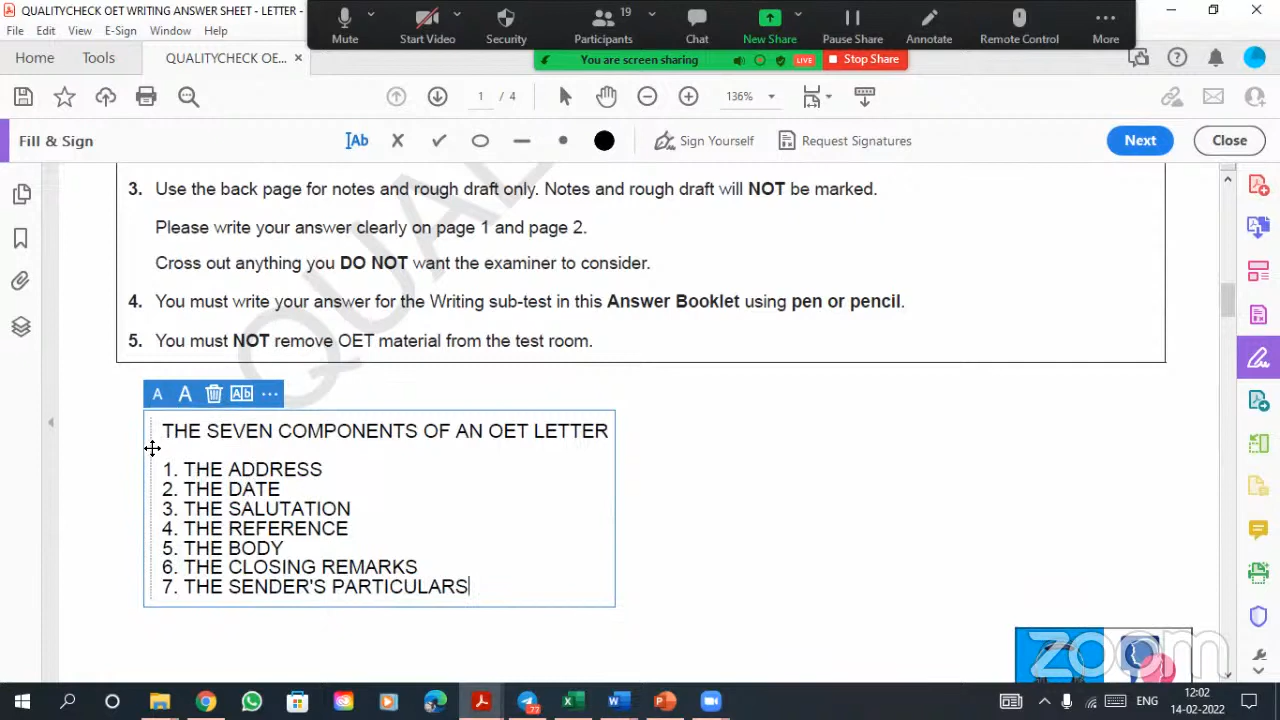 QUALITYCHECK OET WRITING ANSWER SHEET - LETTER -
Mute
Start Video
Security
19
Participants
Chat
New Share
Pause Share
Annotate
Remote Control
More
You are screen sharing
LIVE
Stop Share
File Edit View E-Sign Window Help
Home Tools QUALITYCHECK OE...
1 / 4
136%
Fill & Sign
Ab
Sign Yourself
Request Signatures
Next
Close
QUAL
3. Use the back page for notes and rough draft only. Notes and rough draft will NOT be marked.
Please write your answer clearly on page 1 and page 2.
Cross out anything you DO NOT want the examiner to consider.
4. You must write your answer for the Writing sub-test in this Answer Booklet using pen or pencil.
5. You must NOT remove OET material from the test room.
A A Ab ...
THE SEVEN COMPONENTS OF AN OET LETTER
1. THE ADDRESS
2. THE DATE
3. THE SALUTATION
4. THE REFERENCE
5. THE BODY
6. THE CLOSING REMARKS
7. THE SENDER'S PARTICULARS
zoom
77
ENG
12:02
14-02-2022